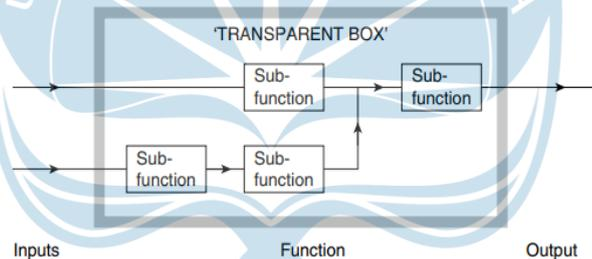 'TRANSPARENT BOX'
Sub-
function
Sub-
function
Sub-
function
Sub-
function
Inputs
Function
Output